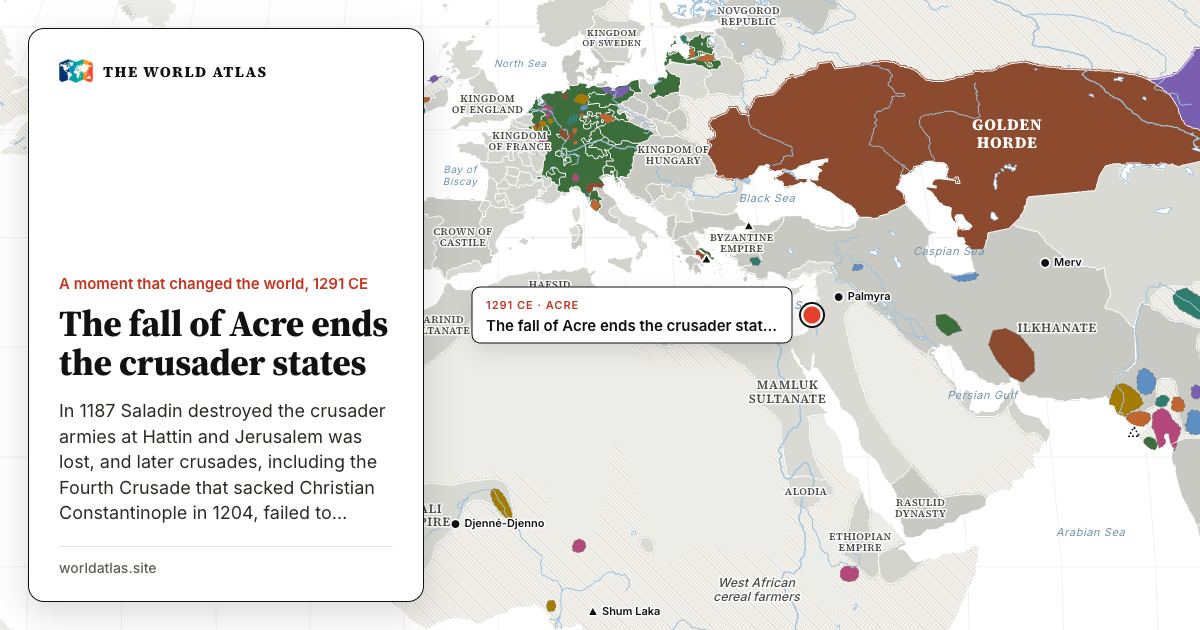 THE WORLD ATLAS
A moment that changed the world, 1291 CE
The fall of Acre ends
the crusader states
In 1187 Saladin destroyed the crusader
armies at Hattin and Jerusalem was
lost, and later crusades, including the
Fourth Crusade that sacked Christian
Constantinople in 1204, failed to...
worldatlas.site
NOVGOROD
REPUBLIC
KINGDOM
OF SWEDEN
North Sea
KINGDOM
OF ENGLAND
KINGDOM
OF FRANCE
KINGDOM OF
HUNGARY
GOLDEN
HORDE
Bay of
Biscay
Black Sea
CROWN OF
CASTILE
BYZANTINE
EMPIRE
Caspian Sea
Merv
HAFSID
Palmyra
1291 CE · ACRE
The fall of Acre ends the crusader stat...
ARINID
LTANATE
ILKHANATE
MAMLUK
SULTANATE
Persian Gulf
ALODIA
RASULID
DYNASTY
ALI
PIRE
Djenné-Djenno
ETHIOPIAN
EMPIRE
Arabian Sea
West African
cereal farmers
Shum Laka